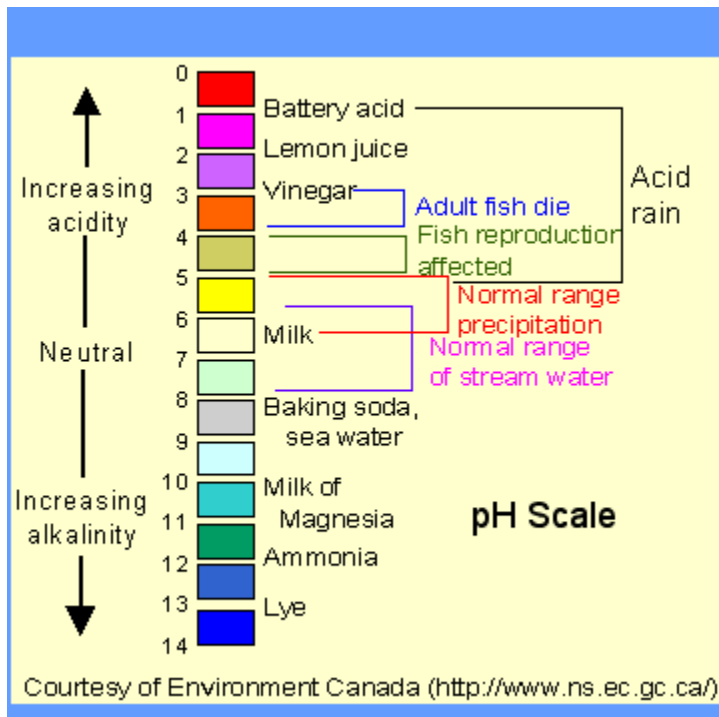 0
1
Battery acid
2
Lemon juice
Increasing
acidity
3
Vinegar
Adult fish die
Acid
rain
4
Fish reproduction
affected
5
Normal range
precipitation
6
Neutral
Milk
Normal range
of stream water
7
8
Baking soda,
sea water
9
10
Increasing
alkalinity
Milk of
Magnesia
pH Scale
11
Ammonia
12
13
Lye
14
Courtesy of Environment Canada (http://www.ns.ec.gc.ca/)